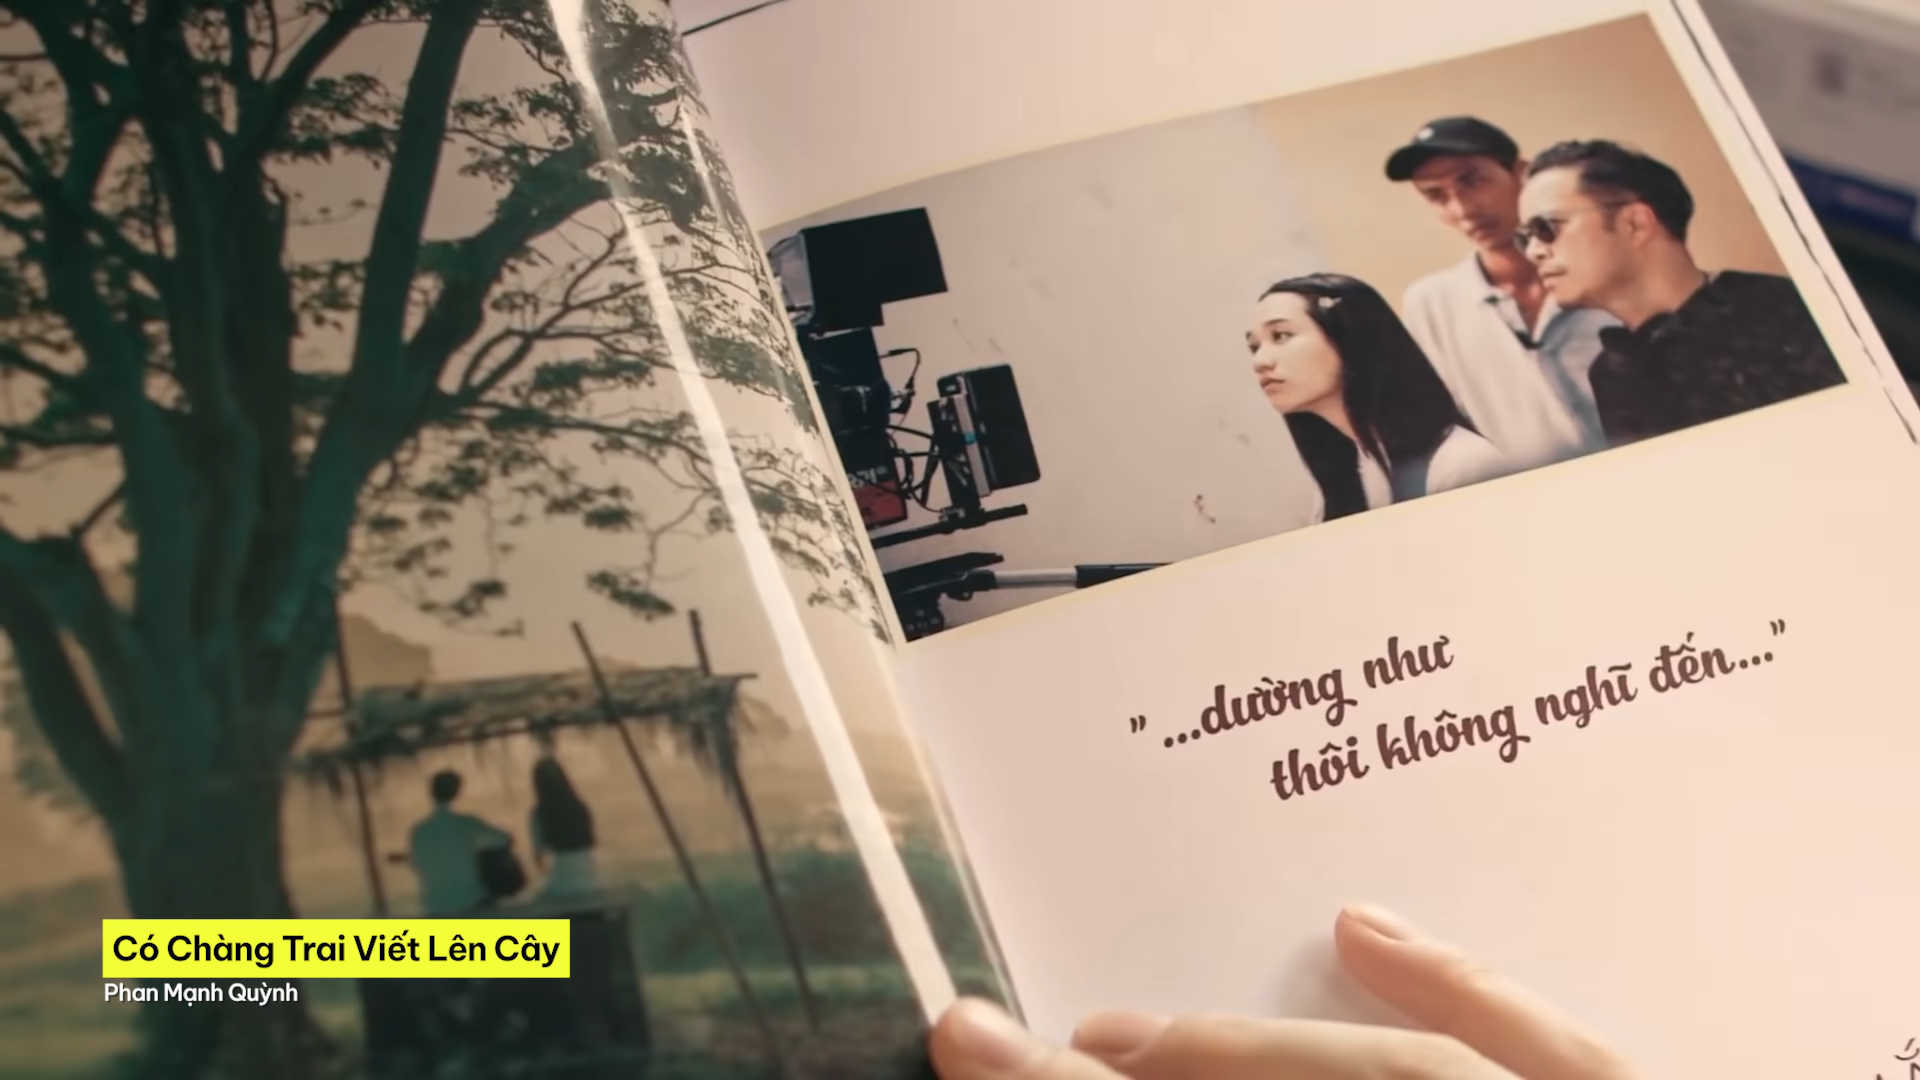 "...dường như
thôi không nghĩ đến..."
Có Chàng Trai Viết Lên Cây
Phan Mạnh Quỳnh